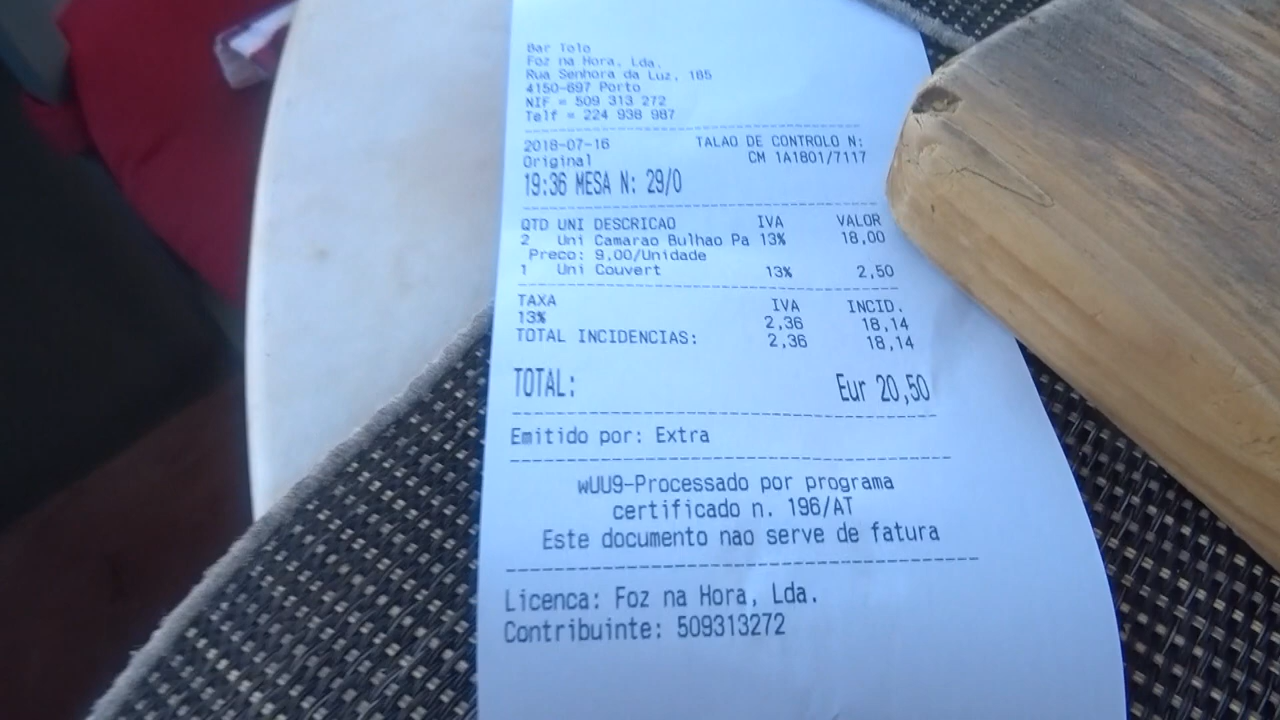 Bar Tolo
Foz na Hora, Lda.
Rua Senhora da Luz, 185
4150-697 Porto
NIF = 509 313 272
Telf = 224 938 987
2018-07-16 TALAO DE CONTROLO N:
Original CM 1A1801/7117
19:36 MESA N: 29/0
QTD UNI DESCRICAO IVA VALOR
2 Uni Camarao Bulhao Pa 13% 18,00
Preco: 9,00/Unidade
1 Uni Couvert 13% 2,50
TAXA IVA INCID.
13% 2,36 18,14
TOTAL INCIDENCIAS: 2,36 18,14
TOTAL: Eur 20,50
Emitido por: Extra
wUU9-Processado por programa
certificado n. 196/AT
Este documento nao serve de fatura
Licenca: Foz na Hora, Lda.
Contribuinte: 509313272